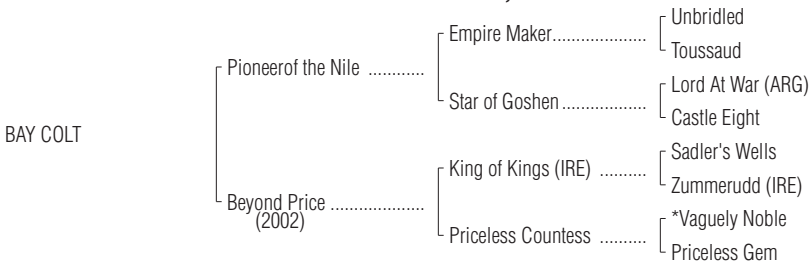 Unbridled
Empire Maker....................
Toussaud
Pioneerof the Nile ............
Lord At War (ARG)
Star of Goshen..................
Castle Eight
BAY COLT
Sadler's Wells
King of Kings (IRE) ..........
Zummerudd (IRE)
Beyond Price ....................
(2002)
*Vaguely Noble
Priceless Countess ..........
Priceless Gem